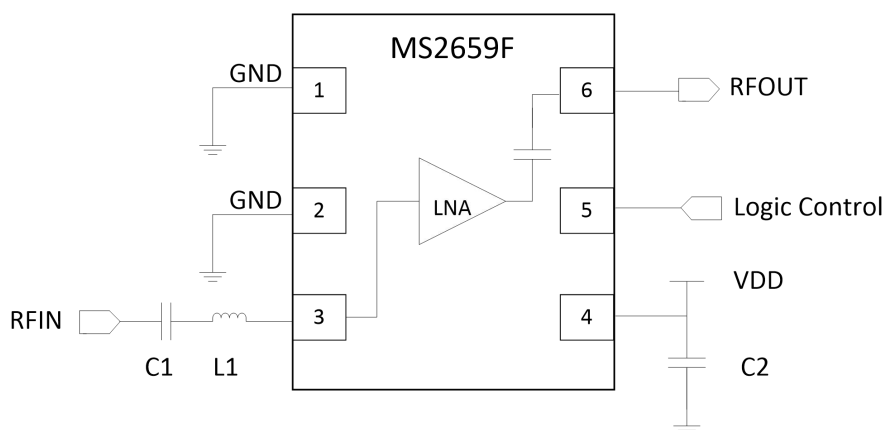 MS2659F
GND
1
6
RFOUT
GND
2
LNA
5
Logic Control
VDD
RFIN
3
4
C1
L1
C2